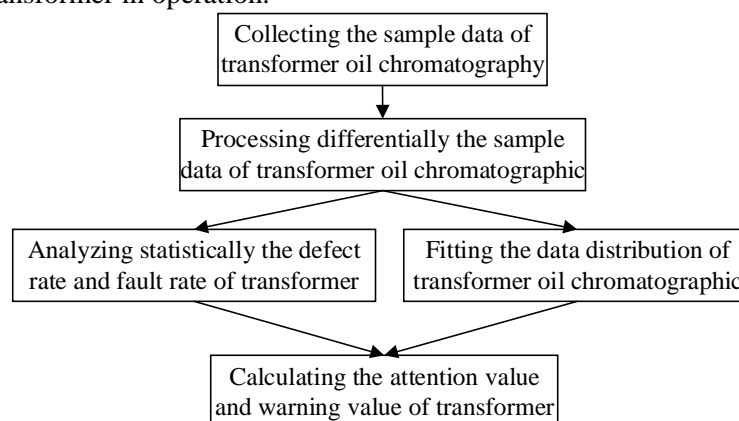 transformer in operation.
Collecting the sample data of
transformer oil chromatography
Processing differentially the sample
data of transformer oil chromatographic
Analyzing statistically the defect
rate and fault rate of transformer
Fitting the data distribution of
transformer oil chromatographic
Calculating the attention value
and warning value of transformer